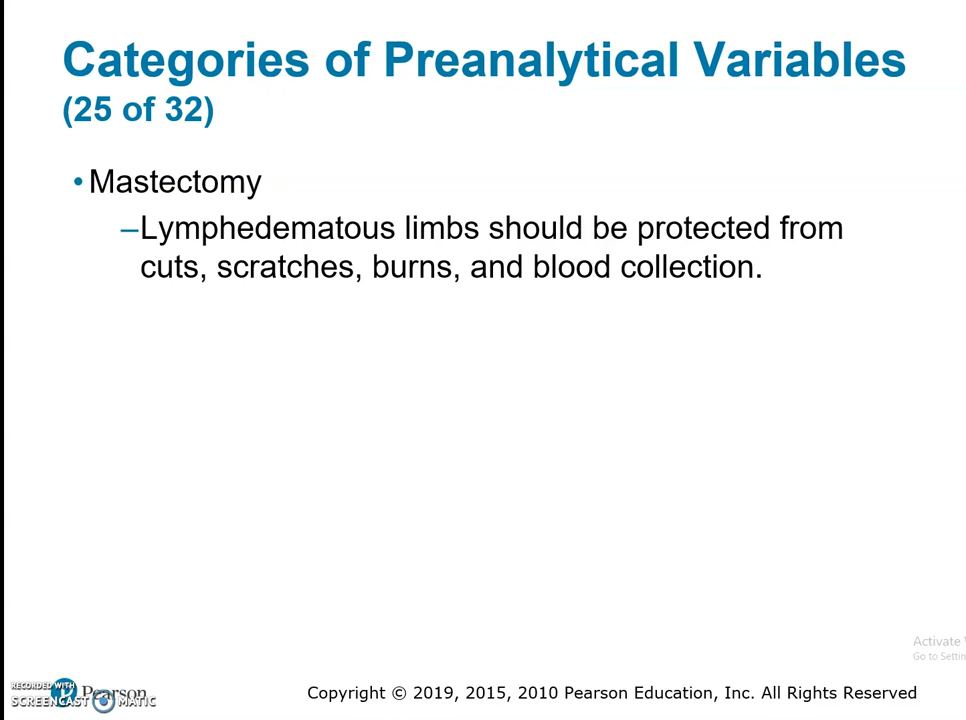 Categories of Preanalytical Variables
(25 of 32)
• Mastectomy
–Lymphedematous limbs should be protected from
cuts, scratches, burns, and blood collection.
Activate
Go to Settin
RECORDED WITH
Pearson
SCREENCAST MATIC
Copyright © 2019, 2015, 2010 Pearson Education, Inc. All Rights Reserved